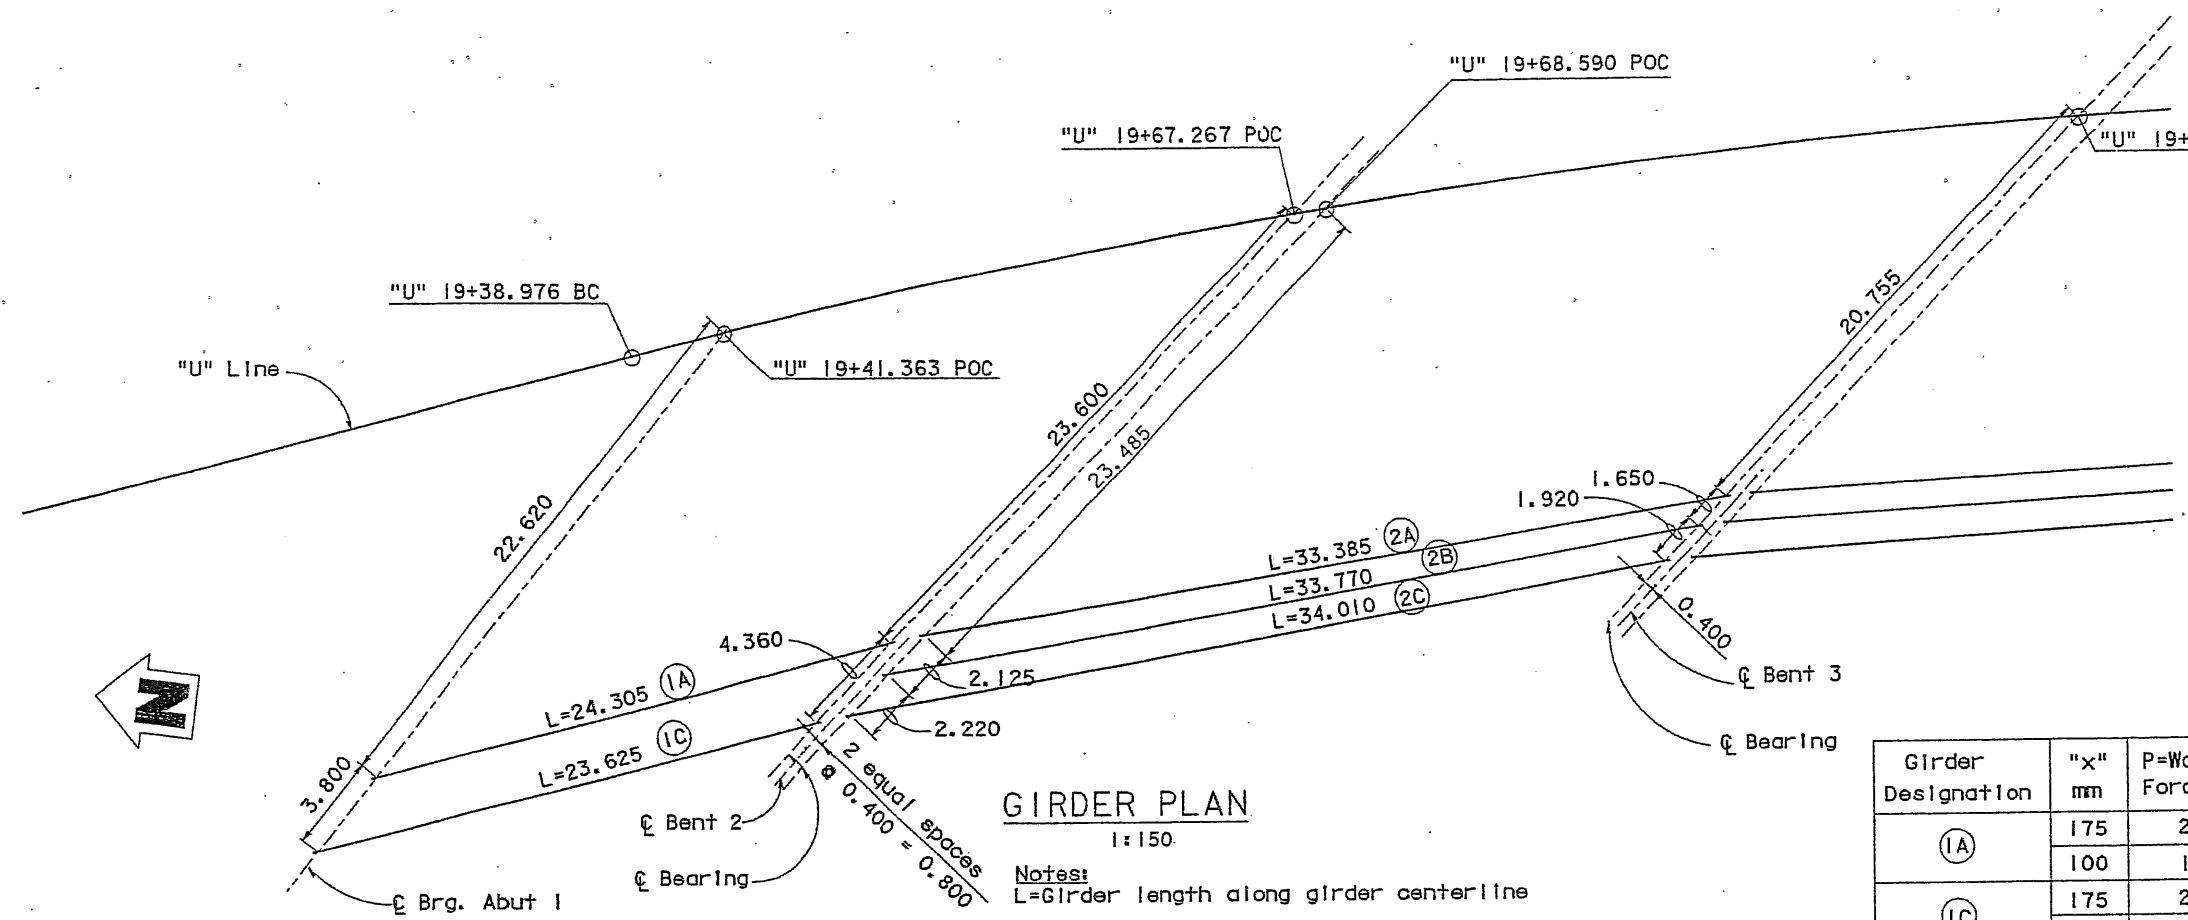 "U" 19+68.590 POC
"U" 19+67.267 POC
"U" 19+
"U" 19+38.976 BC
"U" Line
"U" 19+41.363 POC
20.755
23.600
23.485
22.620
1.650
1.920
L=33.385 2A
L=33.770 2B
L=34.010 2C
4.360
2.125
2.220
0.400
N
L=24.305 1A
L=23.625 1C
3.800
℄ Bent 3
℄ Bearing
2 equal spaces
@ 0.400 = 0.800
℄ Bent 2
℄ Bearing
℄ Brg. Abut 1
GIRDER PLAN
1:150
Notes:
L=Girder length along girder centerline
Girder Designation "x" mm
1A 175 2
100 1
1C 175 2